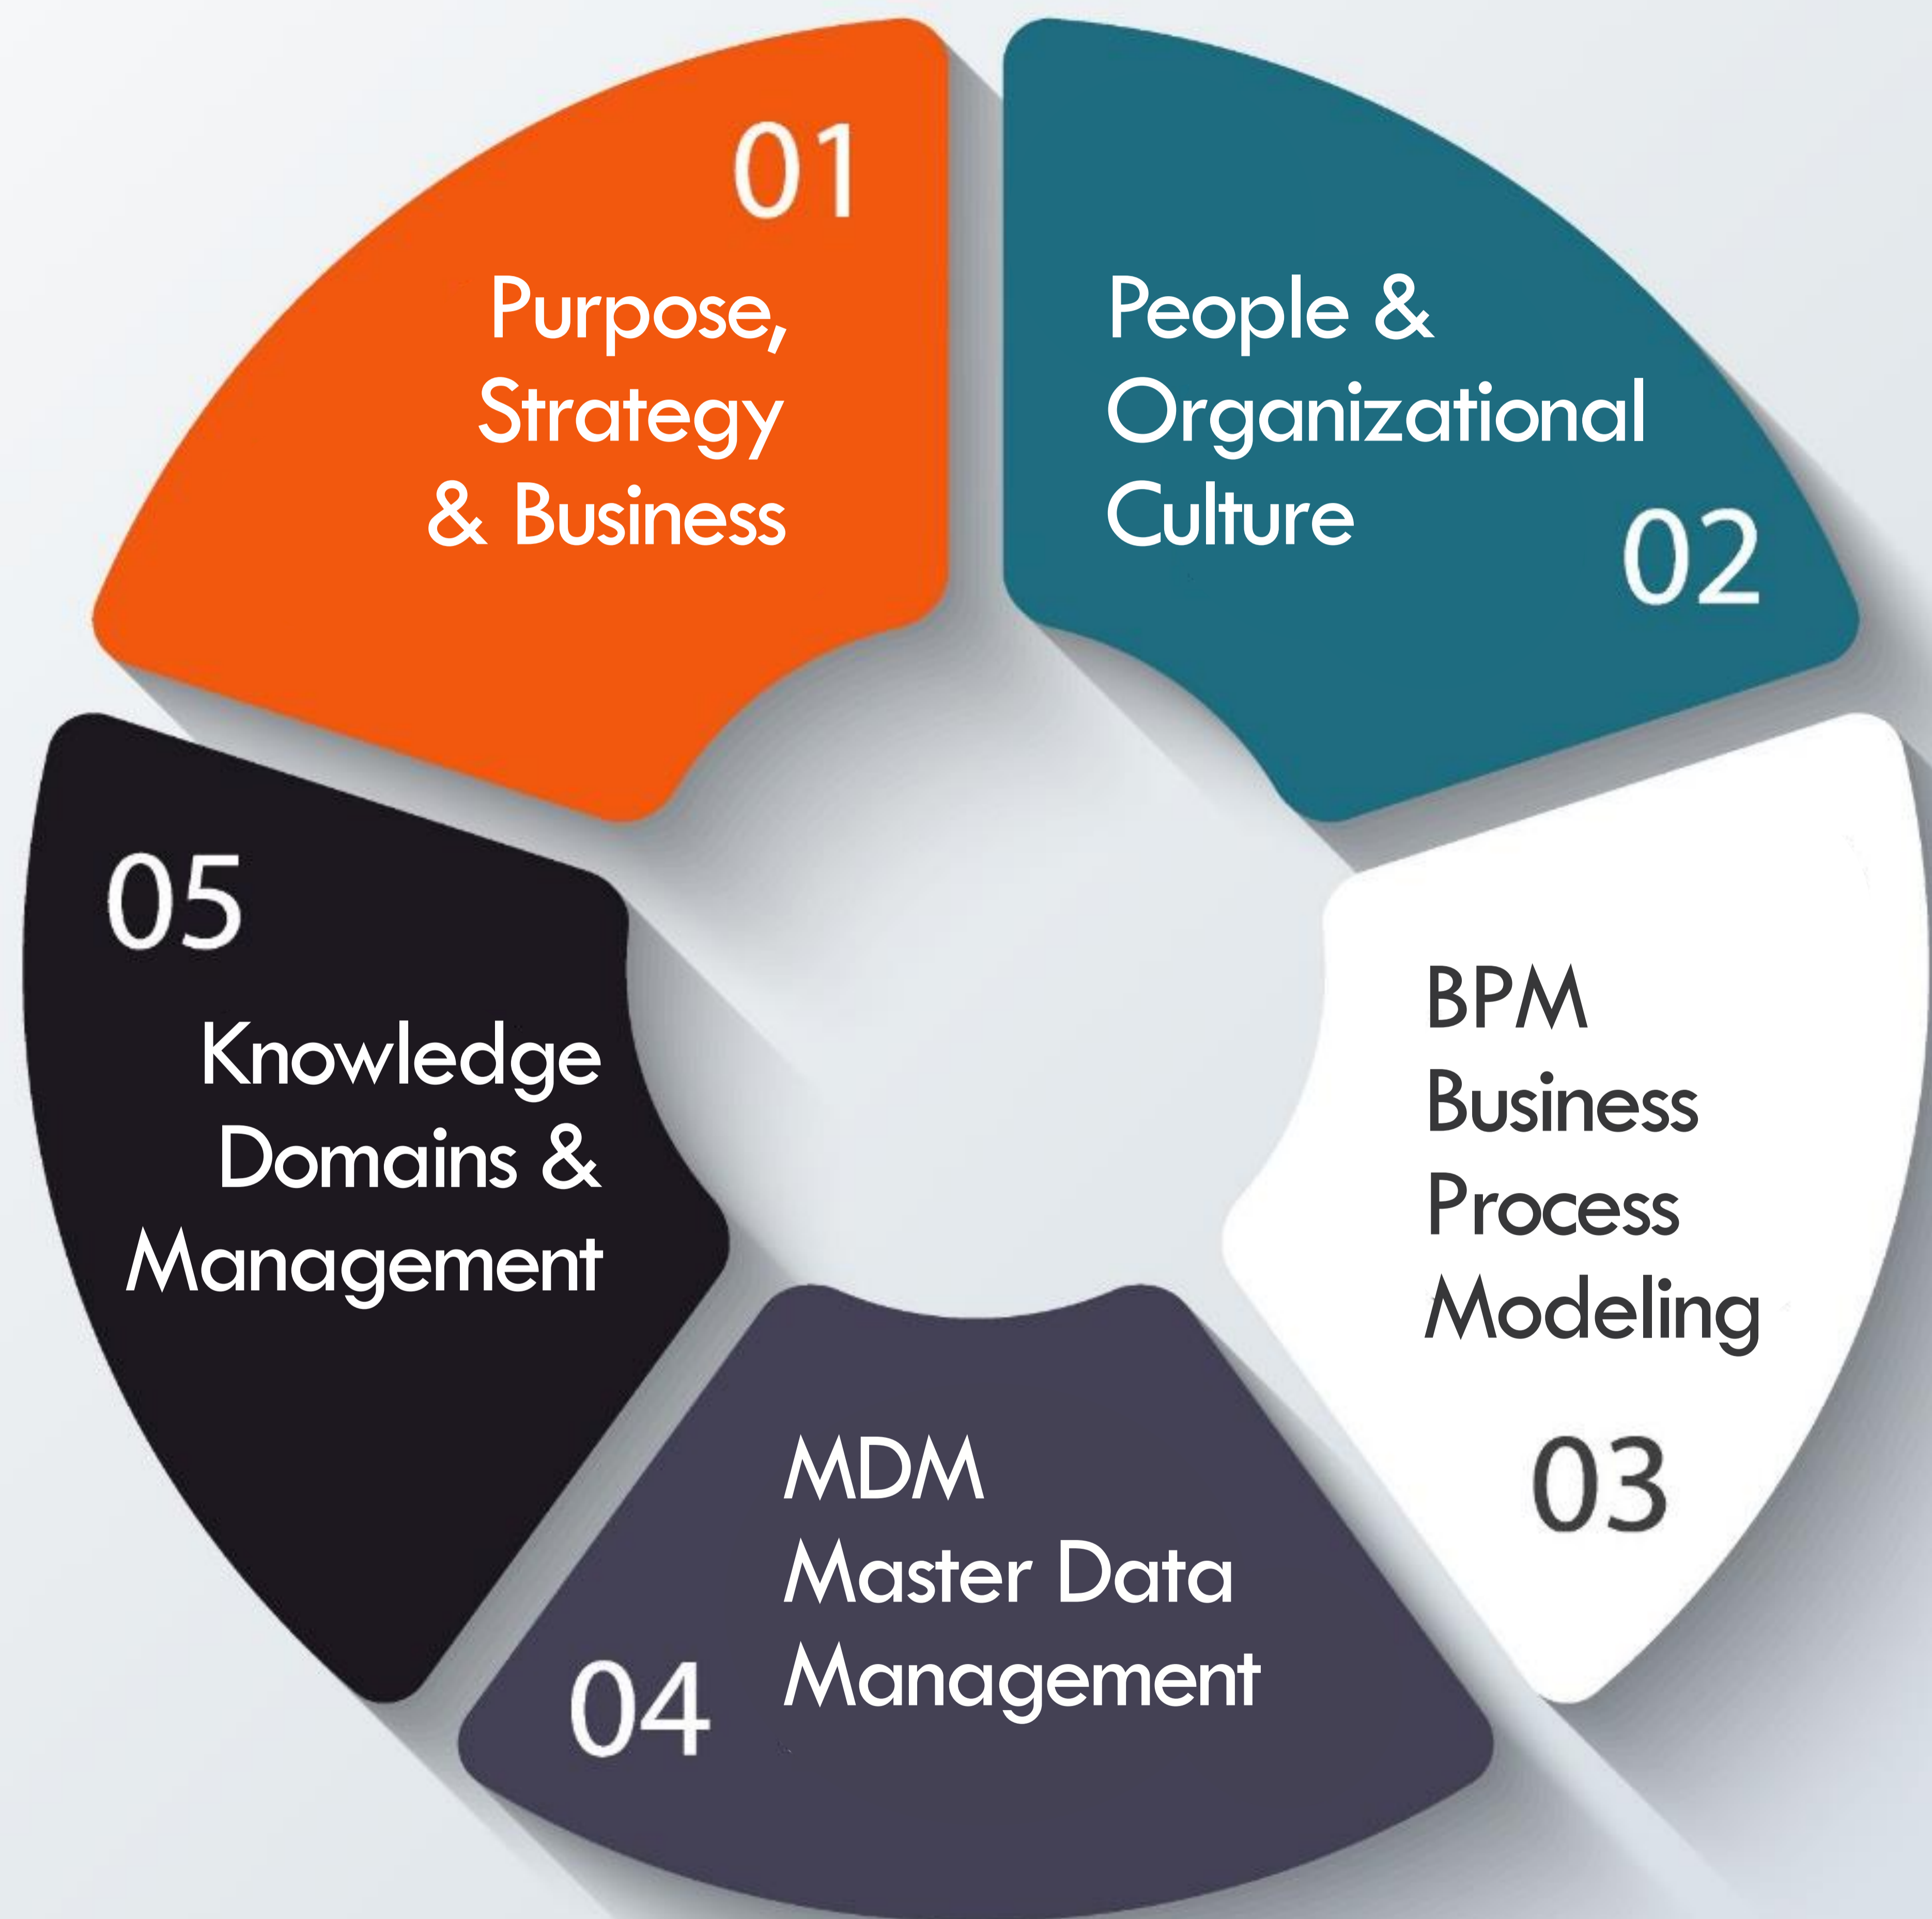 01
Purpose,
Strategy
& Business
People &
Organizational
Culture
02
BPM
Business
Process
Modeling
03
MDM
Master Data
Management
04
05
Knowledge
Domains &
Management